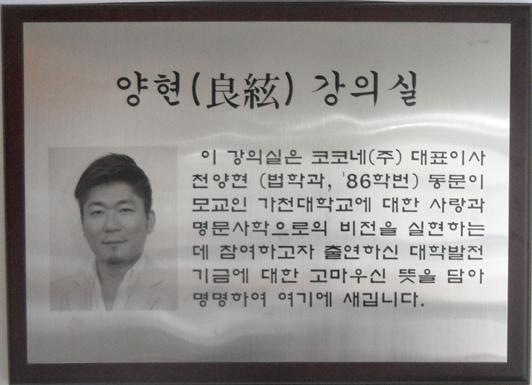 양현(良絃) 강의실
이 강의실은 코코네(주) 대표이사
천양현 (법학과, '86학번) 동문이
모교인 가천대학교에 대한 사랑과
명문사학으로의 비전을 실현하는
데 참여하고자 출연하신 대학발전
기금에 대한 고마우신 뜻을 담아
명명하여 여기에 새깁니다.